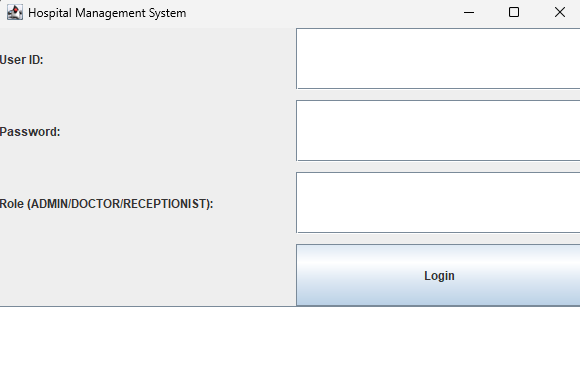 Hospital Management System
User ID:
Password:
Role (ADMIN/DOCTOR/RECEPTIONIST):
Login